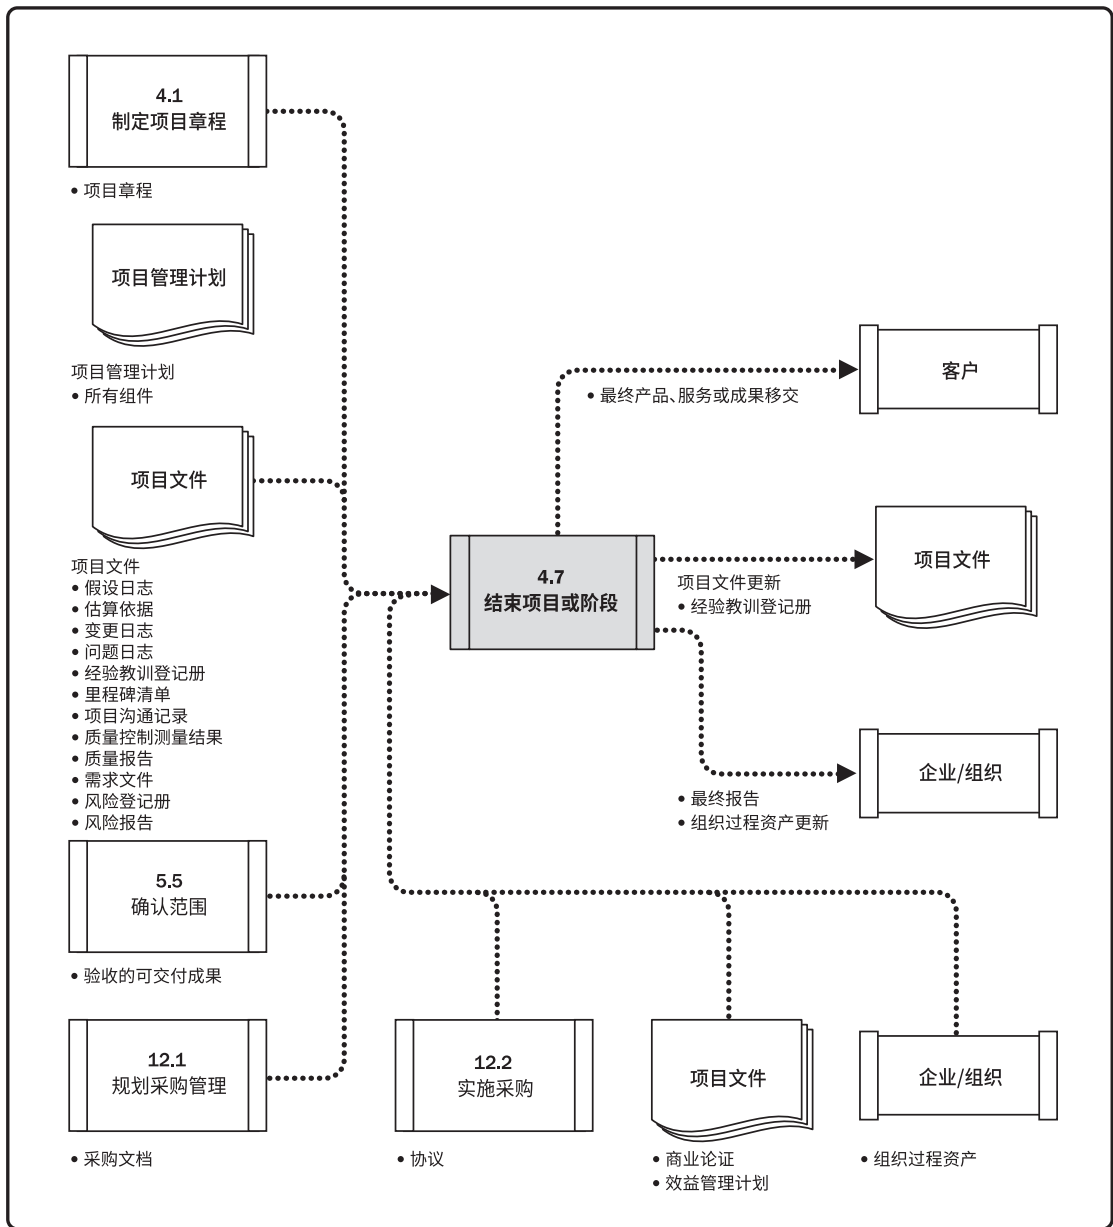 4.1
制定项目章程
• 项目章程
项目管理计划
项目管理计划
• 所有组件
项目文件
项目文件
• 假设日志
• 估算依据
• 变更日志
• 问题日志
• 经验教训登记册
• 里程碑清单
• 项目沟通记录
• 质量控制测量结果
• 质量报告
• 需求文件
• 风险登记册
• 风险报告
5.5
确认范围
• 验收的可交付成果
12.1
规划采购管理
• 采购文档
4.7
结束项目或阶段
客户
• 最终产品、服务或成果移交
项目文件
项目文件更新
• 经验教训登记册
企业/组织
• 最终报告
• 组织过程资产更新
12.2
实施采购
• 协议
项目文件
• 商业论证
• 效益管理计划
企业/组织
• 组织过程资产